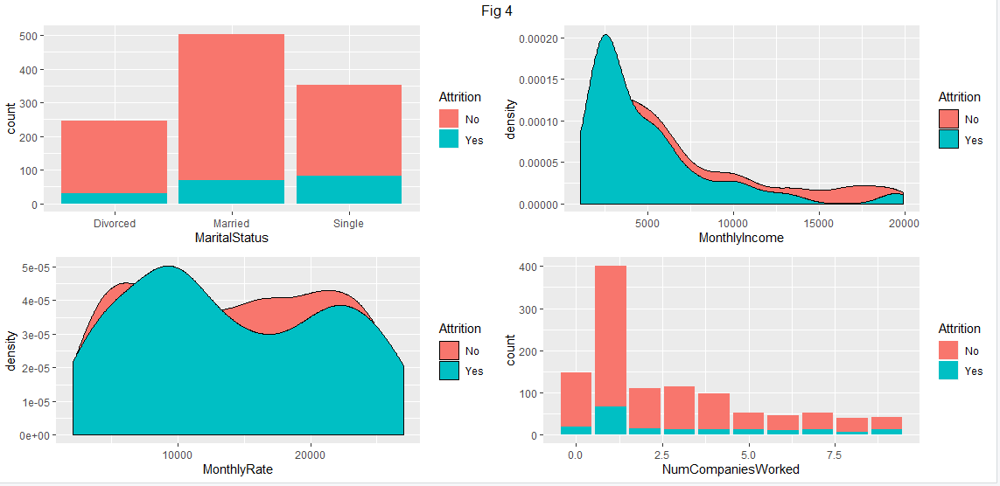 Fig 4
500
400
300
200
100
0
count
Divorced
Married
Single
MaritalStatus
Attrition
No
Yes
0.00020
0.00015
0.00010
0.00005
0.00000
density
5000
10000
15000
20000
MonthlyIncome
Attrition
No
Yes
5e-05
4e-05
3e-05
2e-05
1e-05
0e+00
density
10000
20000
MonthlyRate
Attrition
No
Yes
400
300
200
100
0
count
0.0
2.5
5.0
7.5
NumCompaniesWorked
Attrition
No
Yes